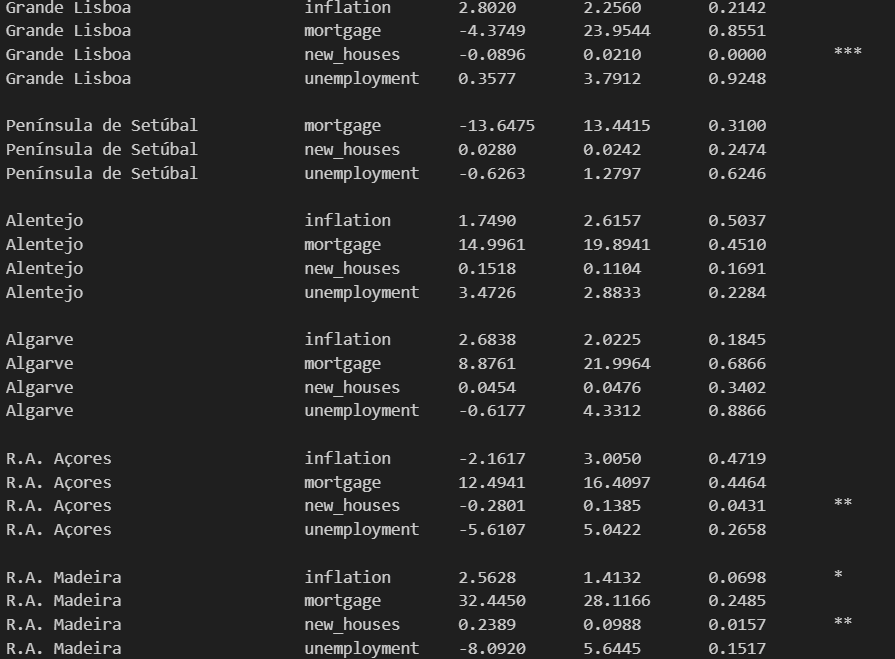 Grande Lisboa inflation 2.8020 2.2560 0.2142
Grande Lisboa mortgage -4.3749 23.9544 0.8551
Grande Lisboa new_houses -0.0896 0.0210 0.0000 ***
Grande Lisboa unemployment 0.3577 3.7912 0.9248
Península de Setúbal mortgage -13.6475 13.4415 0.3100
Península de Setúbal new_houses 0.0280 0.0242 0.2474
Península de Setúbal unemployment -0.6263 1.2797 0.6246
Alentejo inflation 1.7490 2.6157 0.5037
Alentejo mortgage 14.9961 19.8941 0.4510
Alentejo new_houses 0.1518 0.1104 0.1691
Alentejo unemployment 3.4726 2.8833 0.2284
Algarve inflation 2.6838 2.0225 0.1845
Algarve mortgage 8.8761 21.9964 0.6866
Algarve new_houses 0.0454 0.0476 0.3402
Algarve unemployment -0.6177 4.3312 0.8866
R.A. Açores inflation -2.1617 3.0050 0.4719
R.A. Açores mortgage 12.4941 16.4097 0.4464
R.A. Açores new_houses -0.2801 0.1385 0.0431 **
R.A. Açores unemployment -5.6107 5.0422 0.2658
R.A. Madeira inflation 2.5628 1.4132 0.0698 *
R.A. Madeira mortgage 32.4450 28.1166 0.2485
R.A. Madeira new_houses 0.2389 0.0988 0.0157 **
R.A. Madeira unemployment -8.0920 5.6445 0.1517